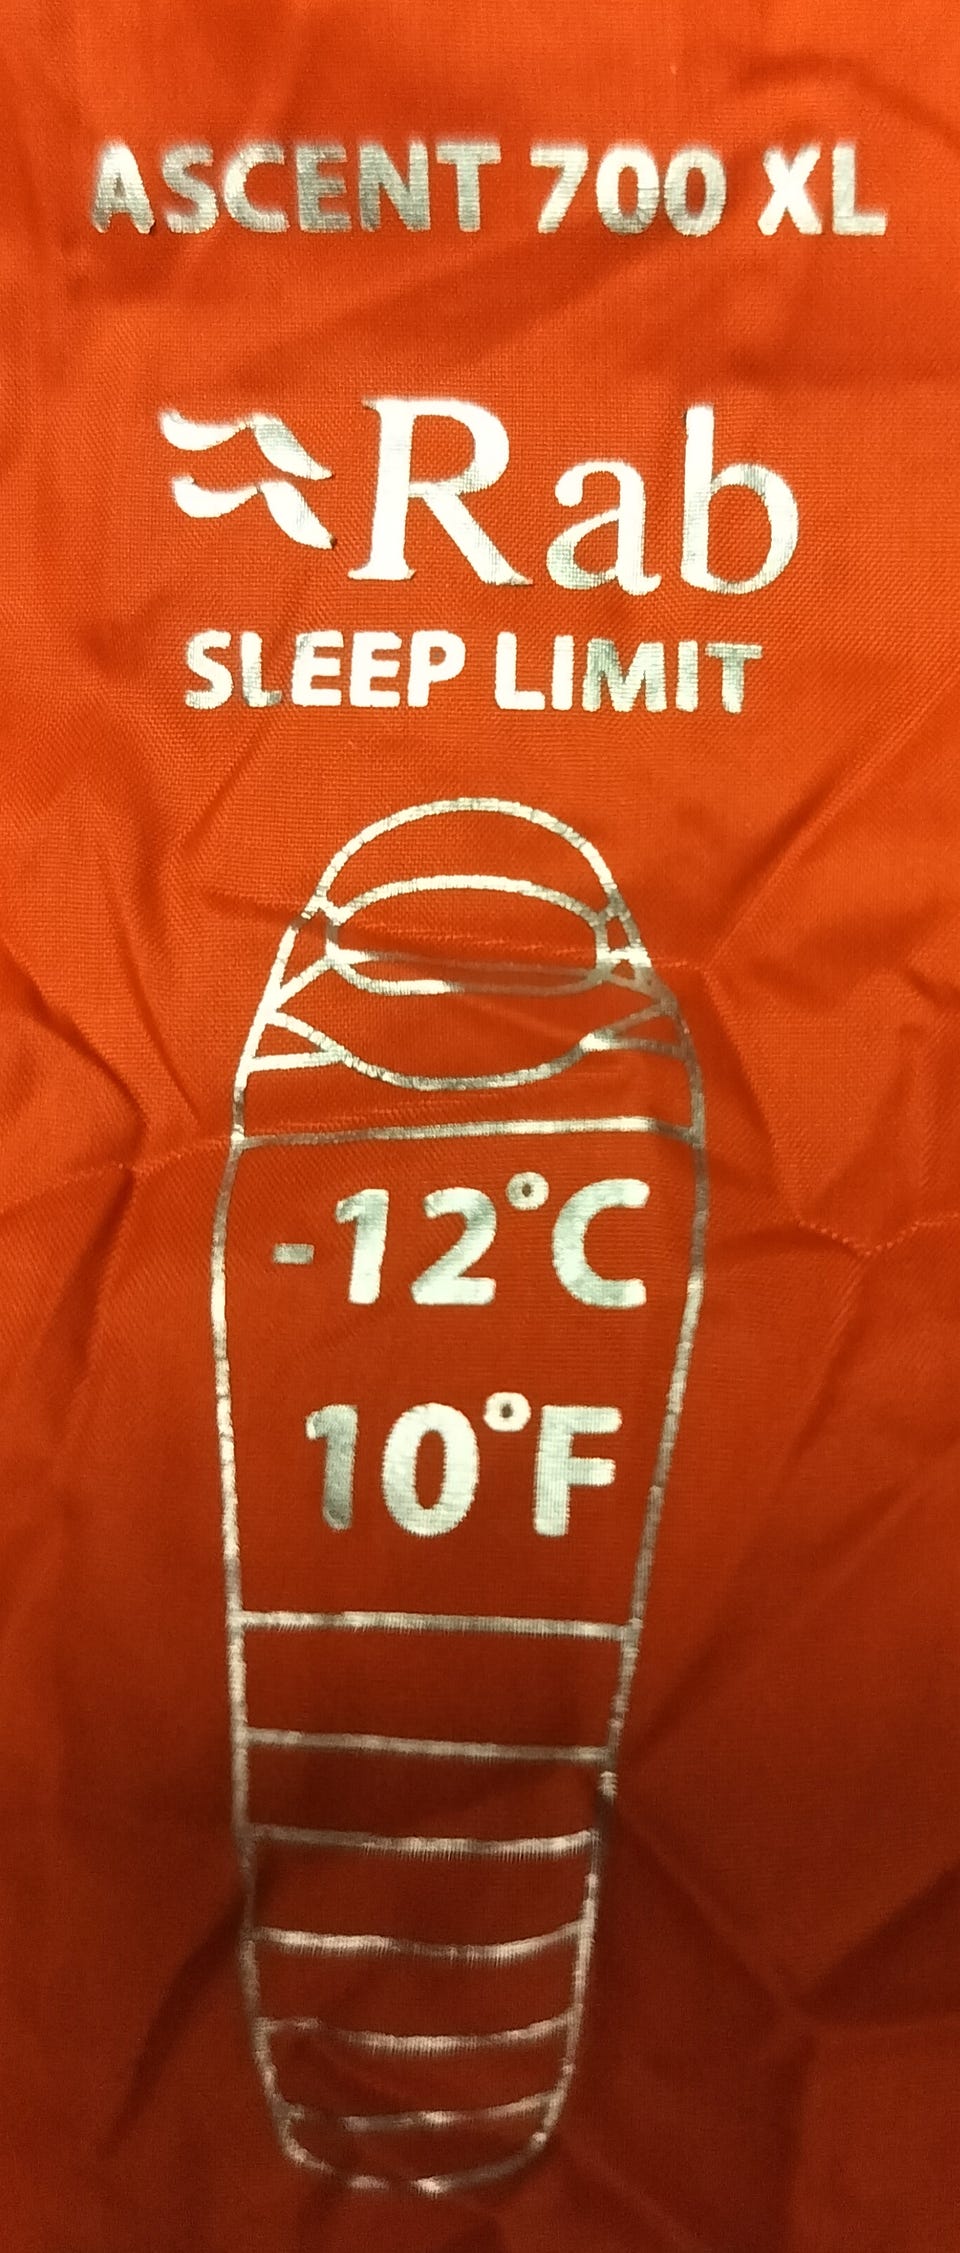 ASCENT 700 XL
Rab
SLEEP LIMIT
-12°C
10°F